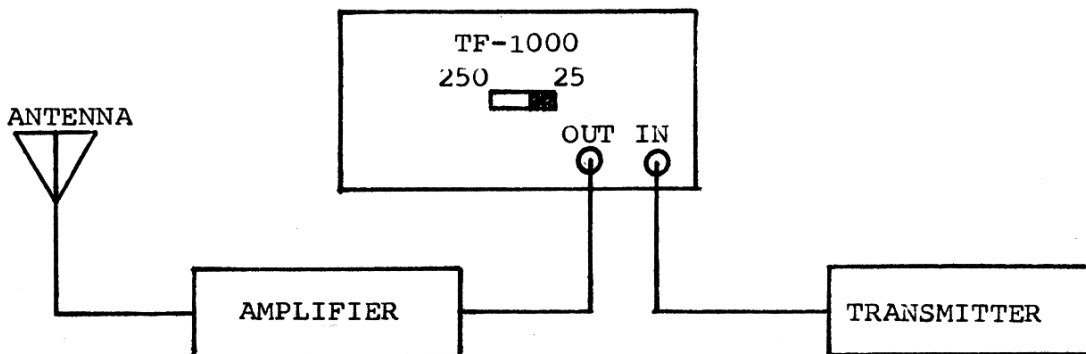 TF-1000
250 25
ANTENNA
OUT IN
AMPLIFIER
TRANSMITTER